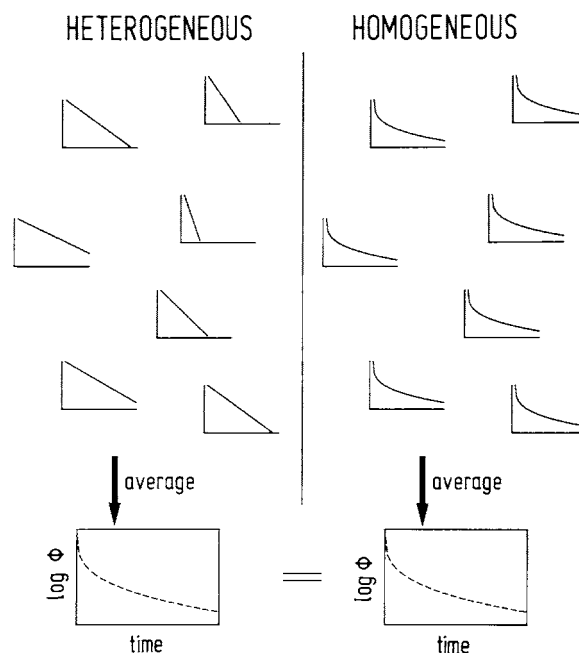 HETEROGENEOUS
HOMOGENEOUS
average
average
log Φ
=
log Φ
time
time